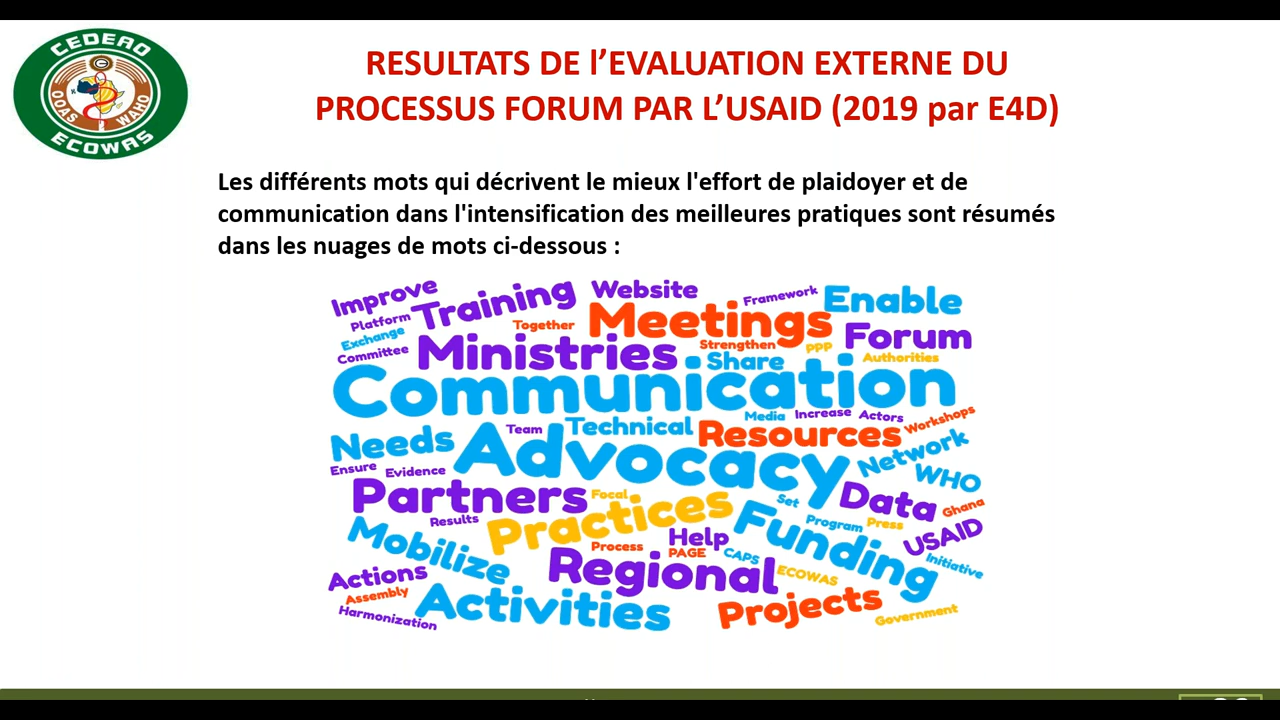 CEDEAO
OOAS WAHO
ECOWAS
RESULTATS DE l’EVALUATION EXTERNE DU
PROCESSUS FORUM PAR L’USAID (2019 par E4D)
Les différents mots qui décrivent le mieux l'effort de plaidoyer et de
communication dans l'intensification des meilleures pratiques sont résumés
dans les nuages de mots ci-dessous :
Improve
Training
Website
Framework
Enable
Platform
Together
Meetings
Forum
Exchange
Committee
Ministries
Strengthen
PPP
Share
Authorities
Communication
Media
Increase
Actors
Workshops
Needs
Team
Technical
Resources
Network
Ensure
Evidence
Advocacy
WHO
Partners
Focal
Practices
Set
Data
Ghana
Results
Program
Press
USAID
Mobilize
Process
Help
PAGE
CAPS
Funding
Initiative
Actions
Regional
ECOWAS
Assembly
Activities
Projects
Government
Harmonization